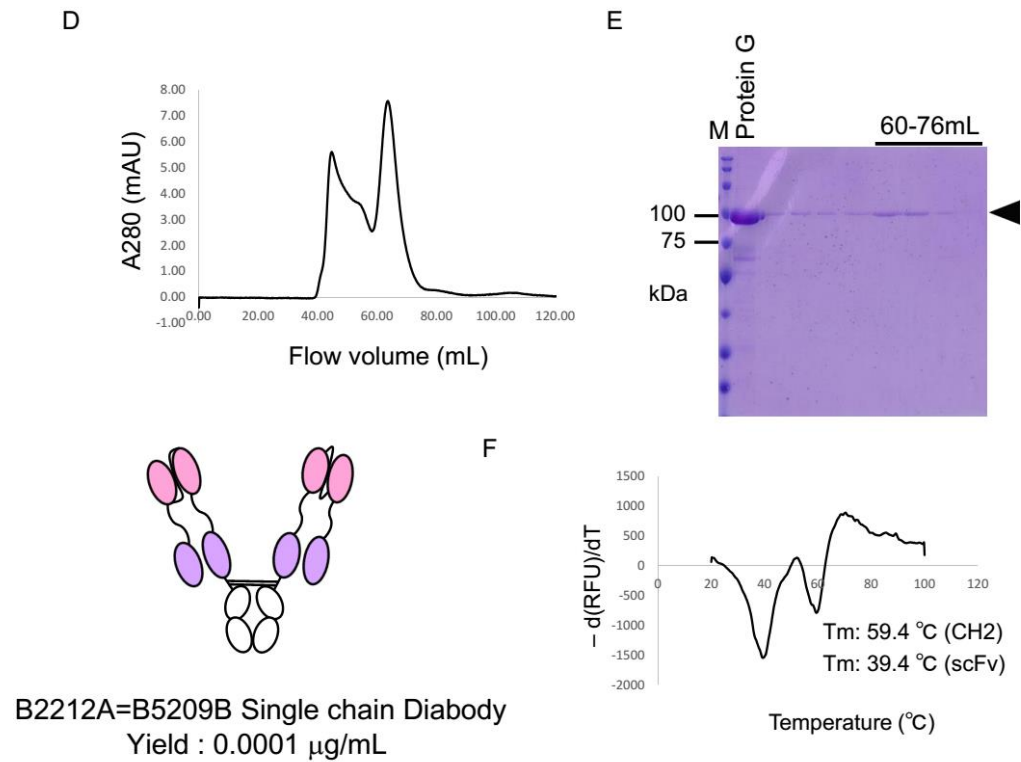 D
8.00
7.00
6.00
5.00
4.00
3.00
2.00
1.00
0.00
-1.00
0.00 20.00 40.00 60.00 80.00 100.00 120.00
A280 (mAU)
Flow volume (mL)
E
M
Protein G
60-76mL
100
75
kDa
B2212A=B5209B Single chain Diabody
Yield : 0.0001 μg/mL
F
1500
1000
500
0
-500
-1000
-1500
-2000
0 20 40 60 80 100 120
– d(RFU)/dT
Tm: 59.4 °C (CH2)
Tm: 39.4 °C (scFv)
Temperature (°C)